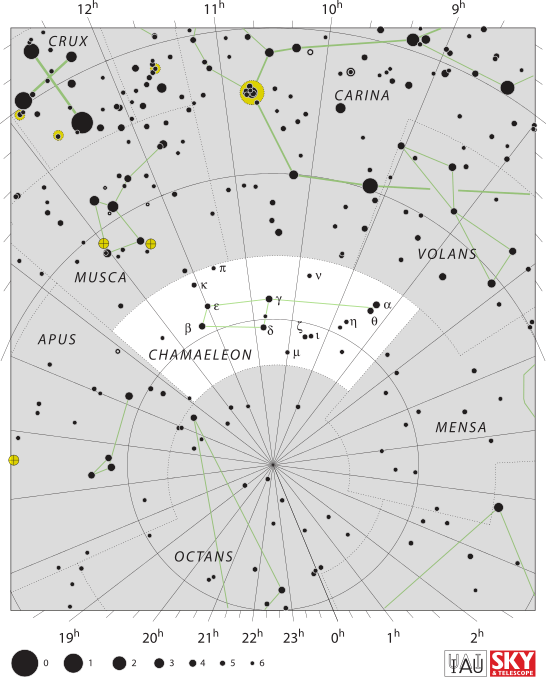 12h 11h 10h 9h
CRUX
CARINA
VOLANS
MUSCA
π
κ
ν
ε
γ
α
θ
β
δ
ζ
ι
η
μ
APUS
CHAMAELEON
MENSA
OCTANS
19h 20h 21h 22h 23h 0h 1h 2h
0 1 2 3 4 5 6
IAU
SKY
& TELESCOPE